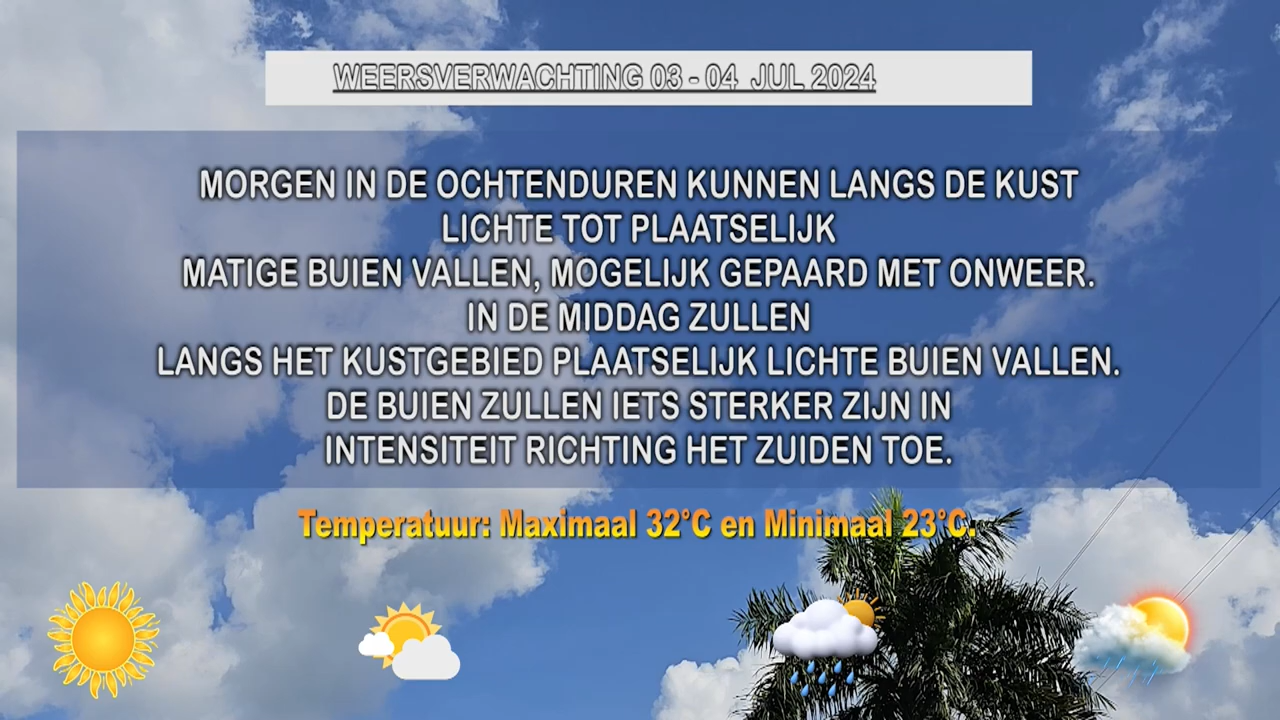 WEERSVERWACHTING 03 - 04 JUL 2024
MORGEN IN DE OCHTENDUREN KUNNEN LANGS DE KUST
LICHTE TOT PLAATSELIJK
MATIGE BUIEN VALLEN, MOGELIJK GEPAARD MET ONWEER.
IN DE MIDDAG ZULLEN
LANGS HET KUSTGEBIED PLAATSELIJK LICHTE BUIEN VALLEN.
DE BUIEN ZULLEN IETS STERKER ZIJN IN
INTENSITEIT RICHTING HET ZUIDEN TOE.
Temperatuur: Maximaal 32°C en Minimaal 23°C.